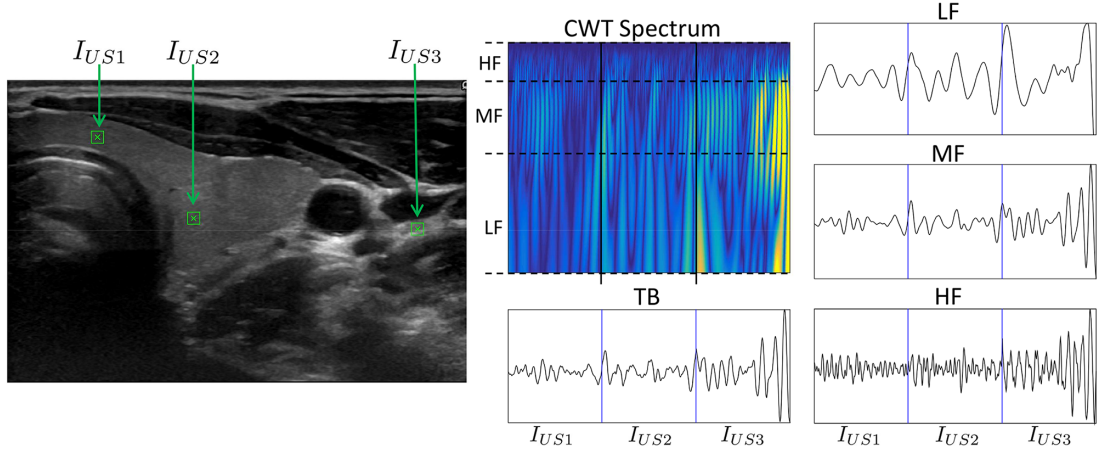 I_US1 I_US2 I_US3
CWT Spectrum
HF
MF
LF
TB
I_US1 I_US2 I_US3
LF
MF
HF
I_US1 I_US2 I_US3